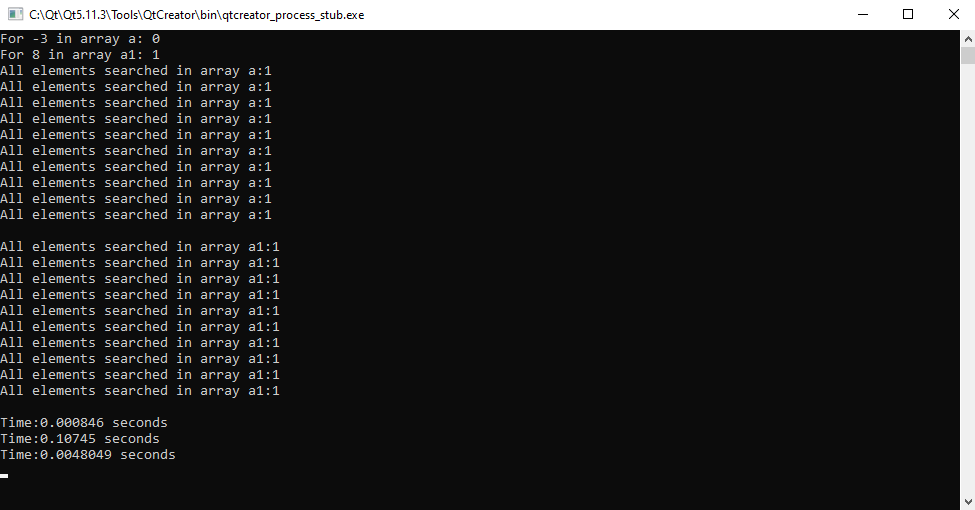 C:\Qt\Qt5.11.3\Tools\QtCreator\bin\qtcreator_process_stub.exe
For -3 in array a: 0
For 8 in array a1: 1
All elements searched in array a:1
All elements searched in array a:1
All elements searched in array a:1
All elements searched in array a:1
All elements searched in array a:1
All elements searched in array a:1
All elements searched in array a:1
All elements searched in array a:1
All elements searched in array a:1
All elements searched in array a:1

All elements searched in array a1:1
All elements searched in array a1:1
All elements searched in array a1:1
All elements searched in array a1:1
All elements searched in array a1:1
All elements searched in array a1:1
All elements searched in array a1:1
All elements searched in array a1:1
All elements searched in array a1:1
All elements searched in array a1:1

Time:0.000846 seconds
Time:0.10745 seconds
Time:0.0048049 seconds